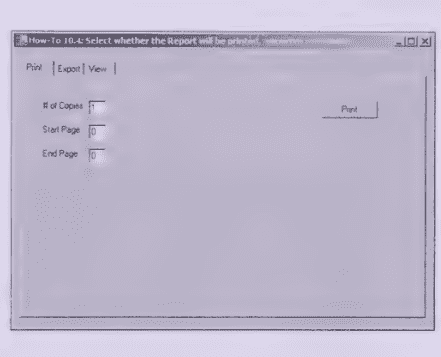 How-To 10.4: Select whether the Report will be printed,
Print Export View
# of Copies 1
Print
Start Page 0
End Page 0